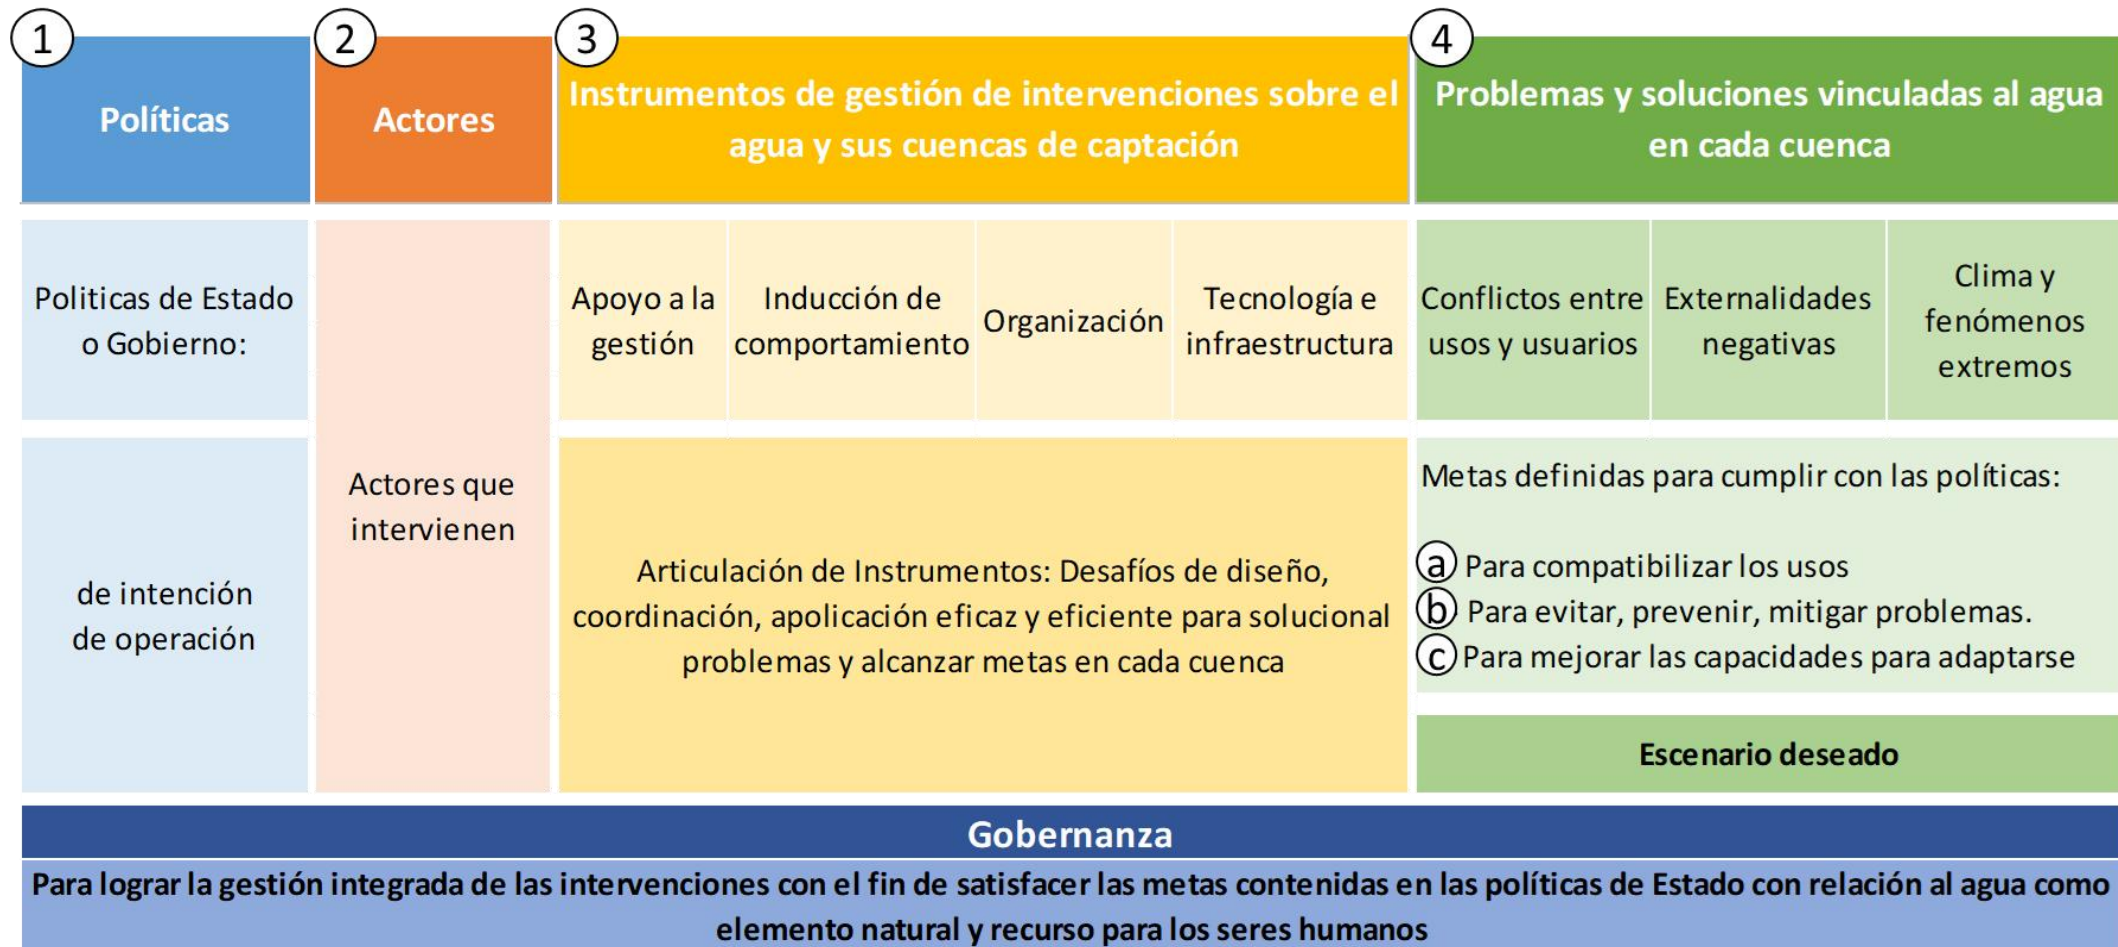 1
Políticas
2
Actores
3
Instrumentos de gestión de intervenciones sobre el
agua y sus cuencas de captación
4
Problemas y soluciones vinculadas al agua
en cada cuenca
Politicas de Estado
o Gobierno:
de intención
de operación
Actores que
intervienen
Apoyo a la
gestión
Inducción de
comportamiento
Organización
Tecnología e
infraestructura
Articulación de Instrumentos: Desafíos de diseño,
coordinación, apolicación eficaz y eficiente para solucional
problemas y alcanzar metas en cada cuenca
Conflictos entre
usos y usuarios
Externalidades
negativas
Clima y
fenómenos
extremos
Metas definidas para cumplir con las políticas:
a Para compatibilizar los usos
b Para evitar, prevenir, mitigar problemas.
c Para mejorar las capacidades para adaptarse
Escenario deseado
Gobernanza
Para lograr la gestión integrada de las intervenciones con el fin de satisfacer las metas contenidas en las políticas de Estado con relación al agua como
elemento natural y recurso para los seres humanos